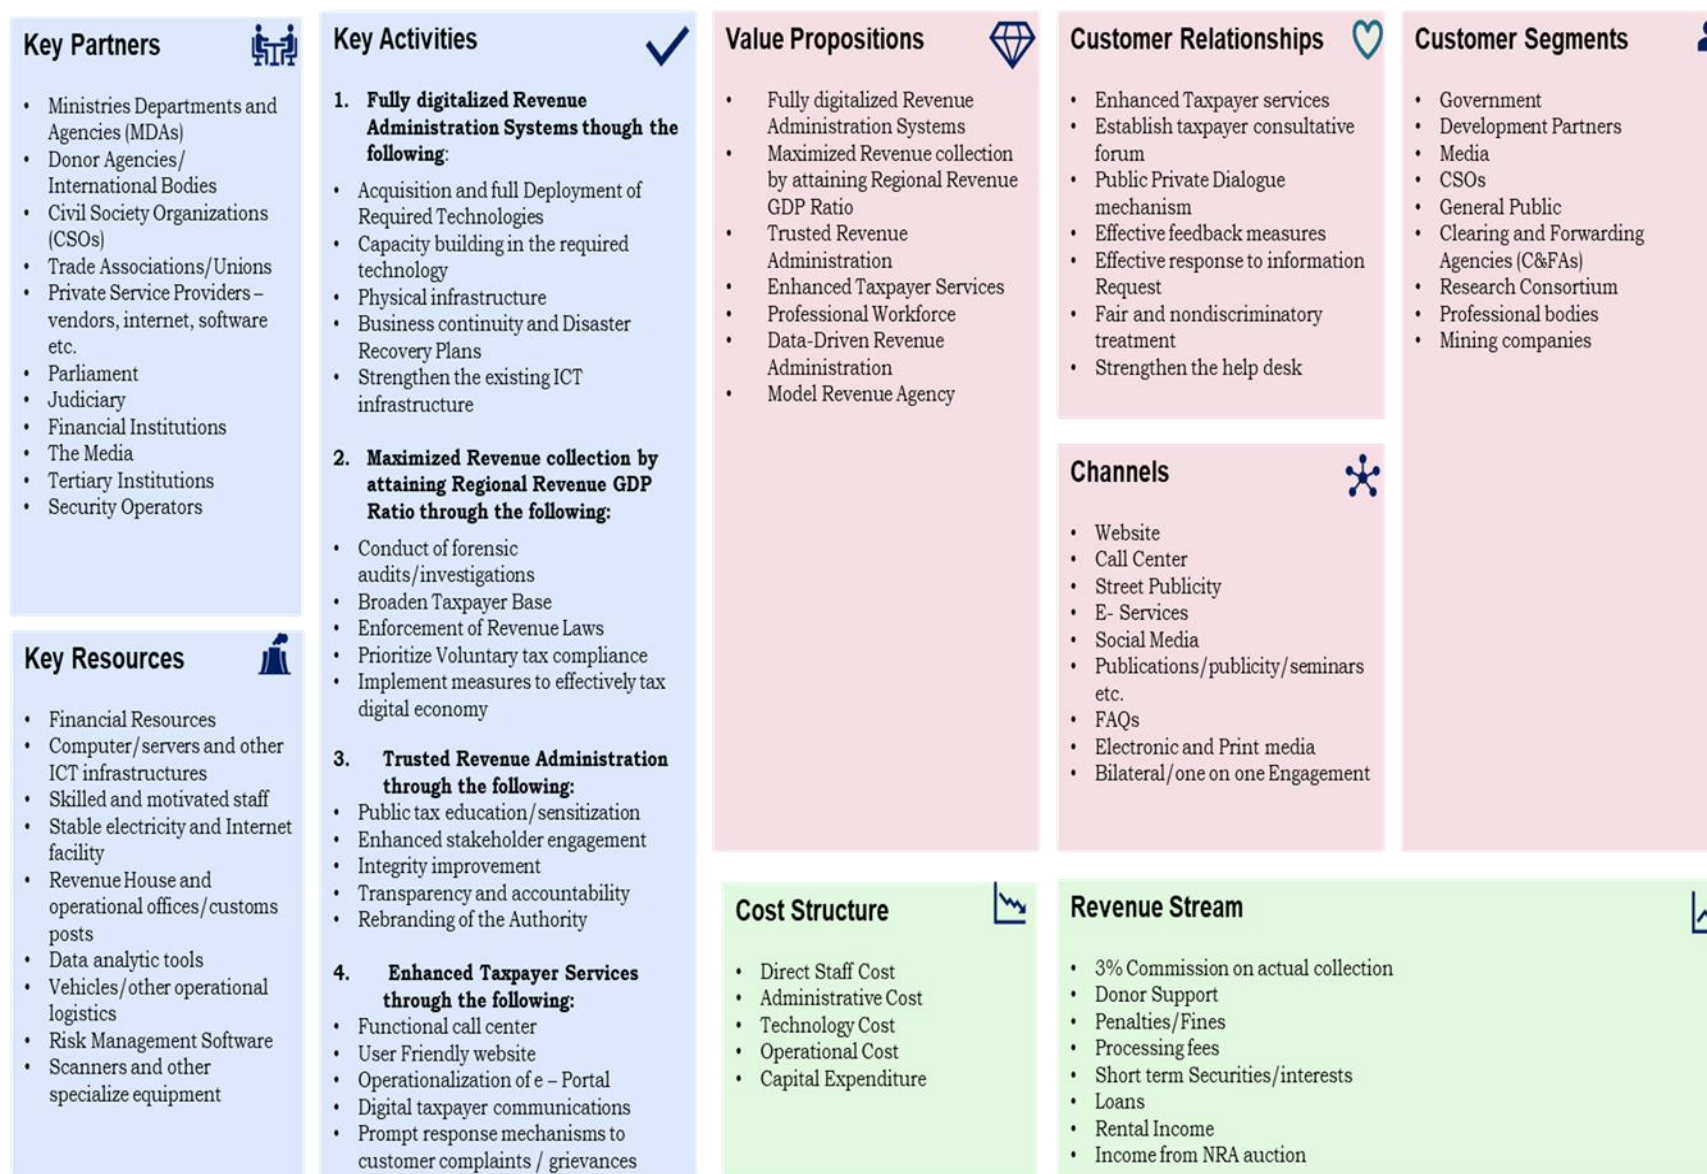 Key Partners
• Ministries Departments and
Agencies (MDAs)
• Donor Agencies/
International Bodies
• Civil Society Organizations
(CSOs)
• Trade Associations/Unions
• Private Service Providers –
vendors, internet, software
etc.
• Parliament
• Judiciary
• Financial Institutions
• The Media
• Tertiary Institutions
• Security Operators
Key Resources
• Financial Resources
• Computer/servers and other
ICT infrastructures
• Skilled and motivated staff
• Stable electricity and Internet
facility
• Revenue House and
operational offices/customs
posts
• Data analytic tools
• Vehicles/other operational
logistics
• Risk Management Software
• Scanners and other
specialize equipment
Key Activities
1. Fully digitalized Revenue
Administration Systems though the
following:
• Acquisition and full Deployment of
Required Technologies
• Capacity building in the required
technology
• Physical infrastructure
• Business continuity and Disaster
Recovery Plans
• Strengthen the existing ICT
infrastructure
2. Maximized Revenue collection by
attaining Regional Revenue GDP
Ratio through the following:
• Conduct of forensic
audits/investigations
• Broaden Taxpayer Base
• Enforcement of Revenue Laws
• Prioritize Voluntary tax compliance
• Implement measures to effectively tax
digital economy
3. Trusted Revenue Administration
through the following:
• Public tax education/sensitization
• Enhanced stakeholder engagement
• Integrity improvement
• Transparency and accountability
• Rebranding of the Authority
4. Enhanced Taxpayer Services
through the following:
• Functional call center
• User Friendly website
• Operationalization of e – Portal
• Digital taxpayer communications
• Prompt response mechanisms to
customer complaints / grievances
Value Propositions
• Fully digitalized Revenue
Administration Systems
• Maximized Revenue collection
by attaining Regional Revenue
GDP Ratio
• Trusted Revenue
Administration
• Enhanced Taxpayer Services
• Professional Workforce
• Data-Driven Revenue
Administration
• Model Revenue Agency
Customer Relationships
• Enhanced Taxpayer services
• Establish taxpayer consultative
forum
• Public Private Dialogue
mechanism
• Effective feedback measures
• Effective response to information
Request
• Fair and nondiscriminatory
treatment
• Strengthen the help desk
Channels
• Website
• Call Center
• Street Publicity
• E- Services
• Social Media
• Publications/publicity/seminars
etc.
• FAQs
• Electronic and Print media
• Bilateral/one on one Engagement
Customer Segments
• Government
• Development Partners
• Media
• CSOs
• General Public
• Clearing and Forwarding
Agencies (C&FAs)
• Research Consortium
• Professional bodies
• Mining companies
Cost Structure
• Direct Staff Cost
• Administrative Cost
• Technology Cost
• Operational Cost
• Capital Expenditure
Revenue Stream
• 3% Commission on actual collection
• Donor Support
• Penalties/Fines
• Processing fees
• Short term Securities/interests
• Loans
• Rental Income
• Income from NRA auction